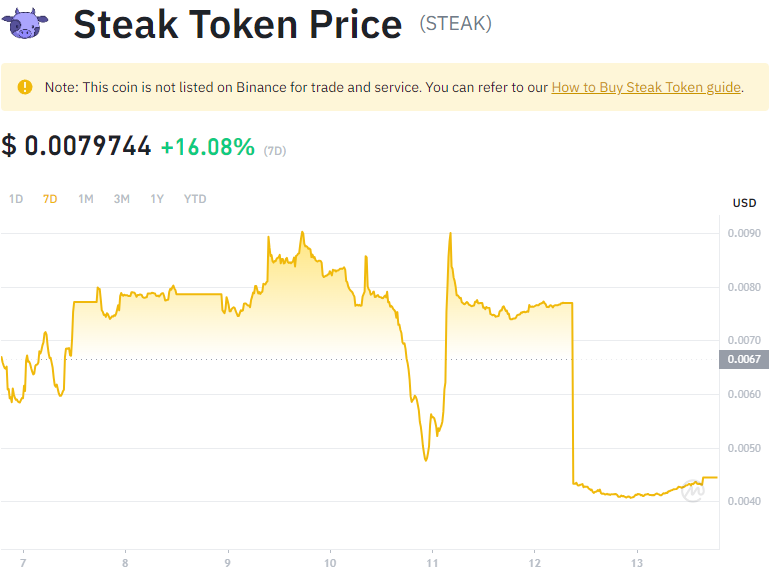 Steak Token Price (STEAK)
Note: This coin is not listed on Binance for trade and service. You can refer to our How to Buy Steak Token guide.
$ 0.0079744 +16.08% (7D)
1D 7D 1M 3M 1Y YTD
USD
0.0090
0.0080
0.0070
0.0067
0.0060
0.0050
0.0040
7 8 9 10 11 12 13